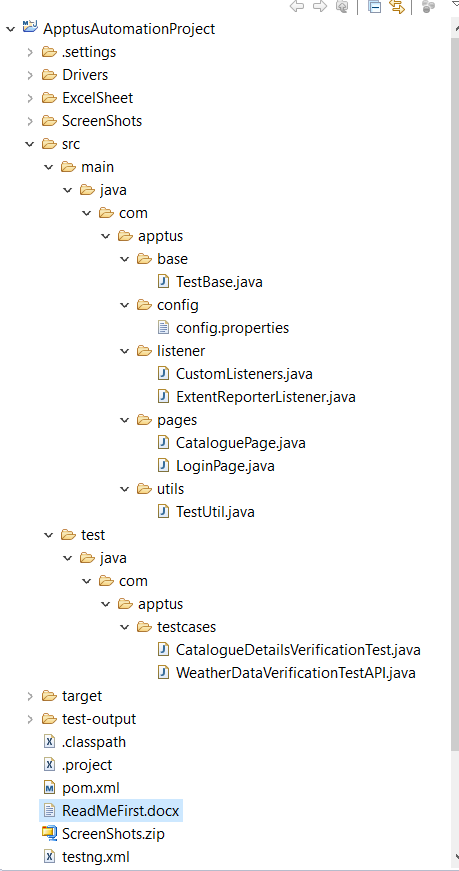 ApptusAutomationProject
.settings
Drivers
ExcelSheet
ScreenShots
src
main
java
com
apptus
base
TestBase.java
config
config.properties
listener
CustomListeners.java
ExtentReporterListener.java
pages
CataloguePage.java
LoginPage.java
utils
TestUtil.java
test
java
com
apptus
testcases
CatalogueDetailsVerificationTest.java
WeatherDataVerificationTestAPI.java
target
test-output
.classpath
.project
pom.xml
ReadMeFirst.docx
ScreenShots.zip
testng.xml